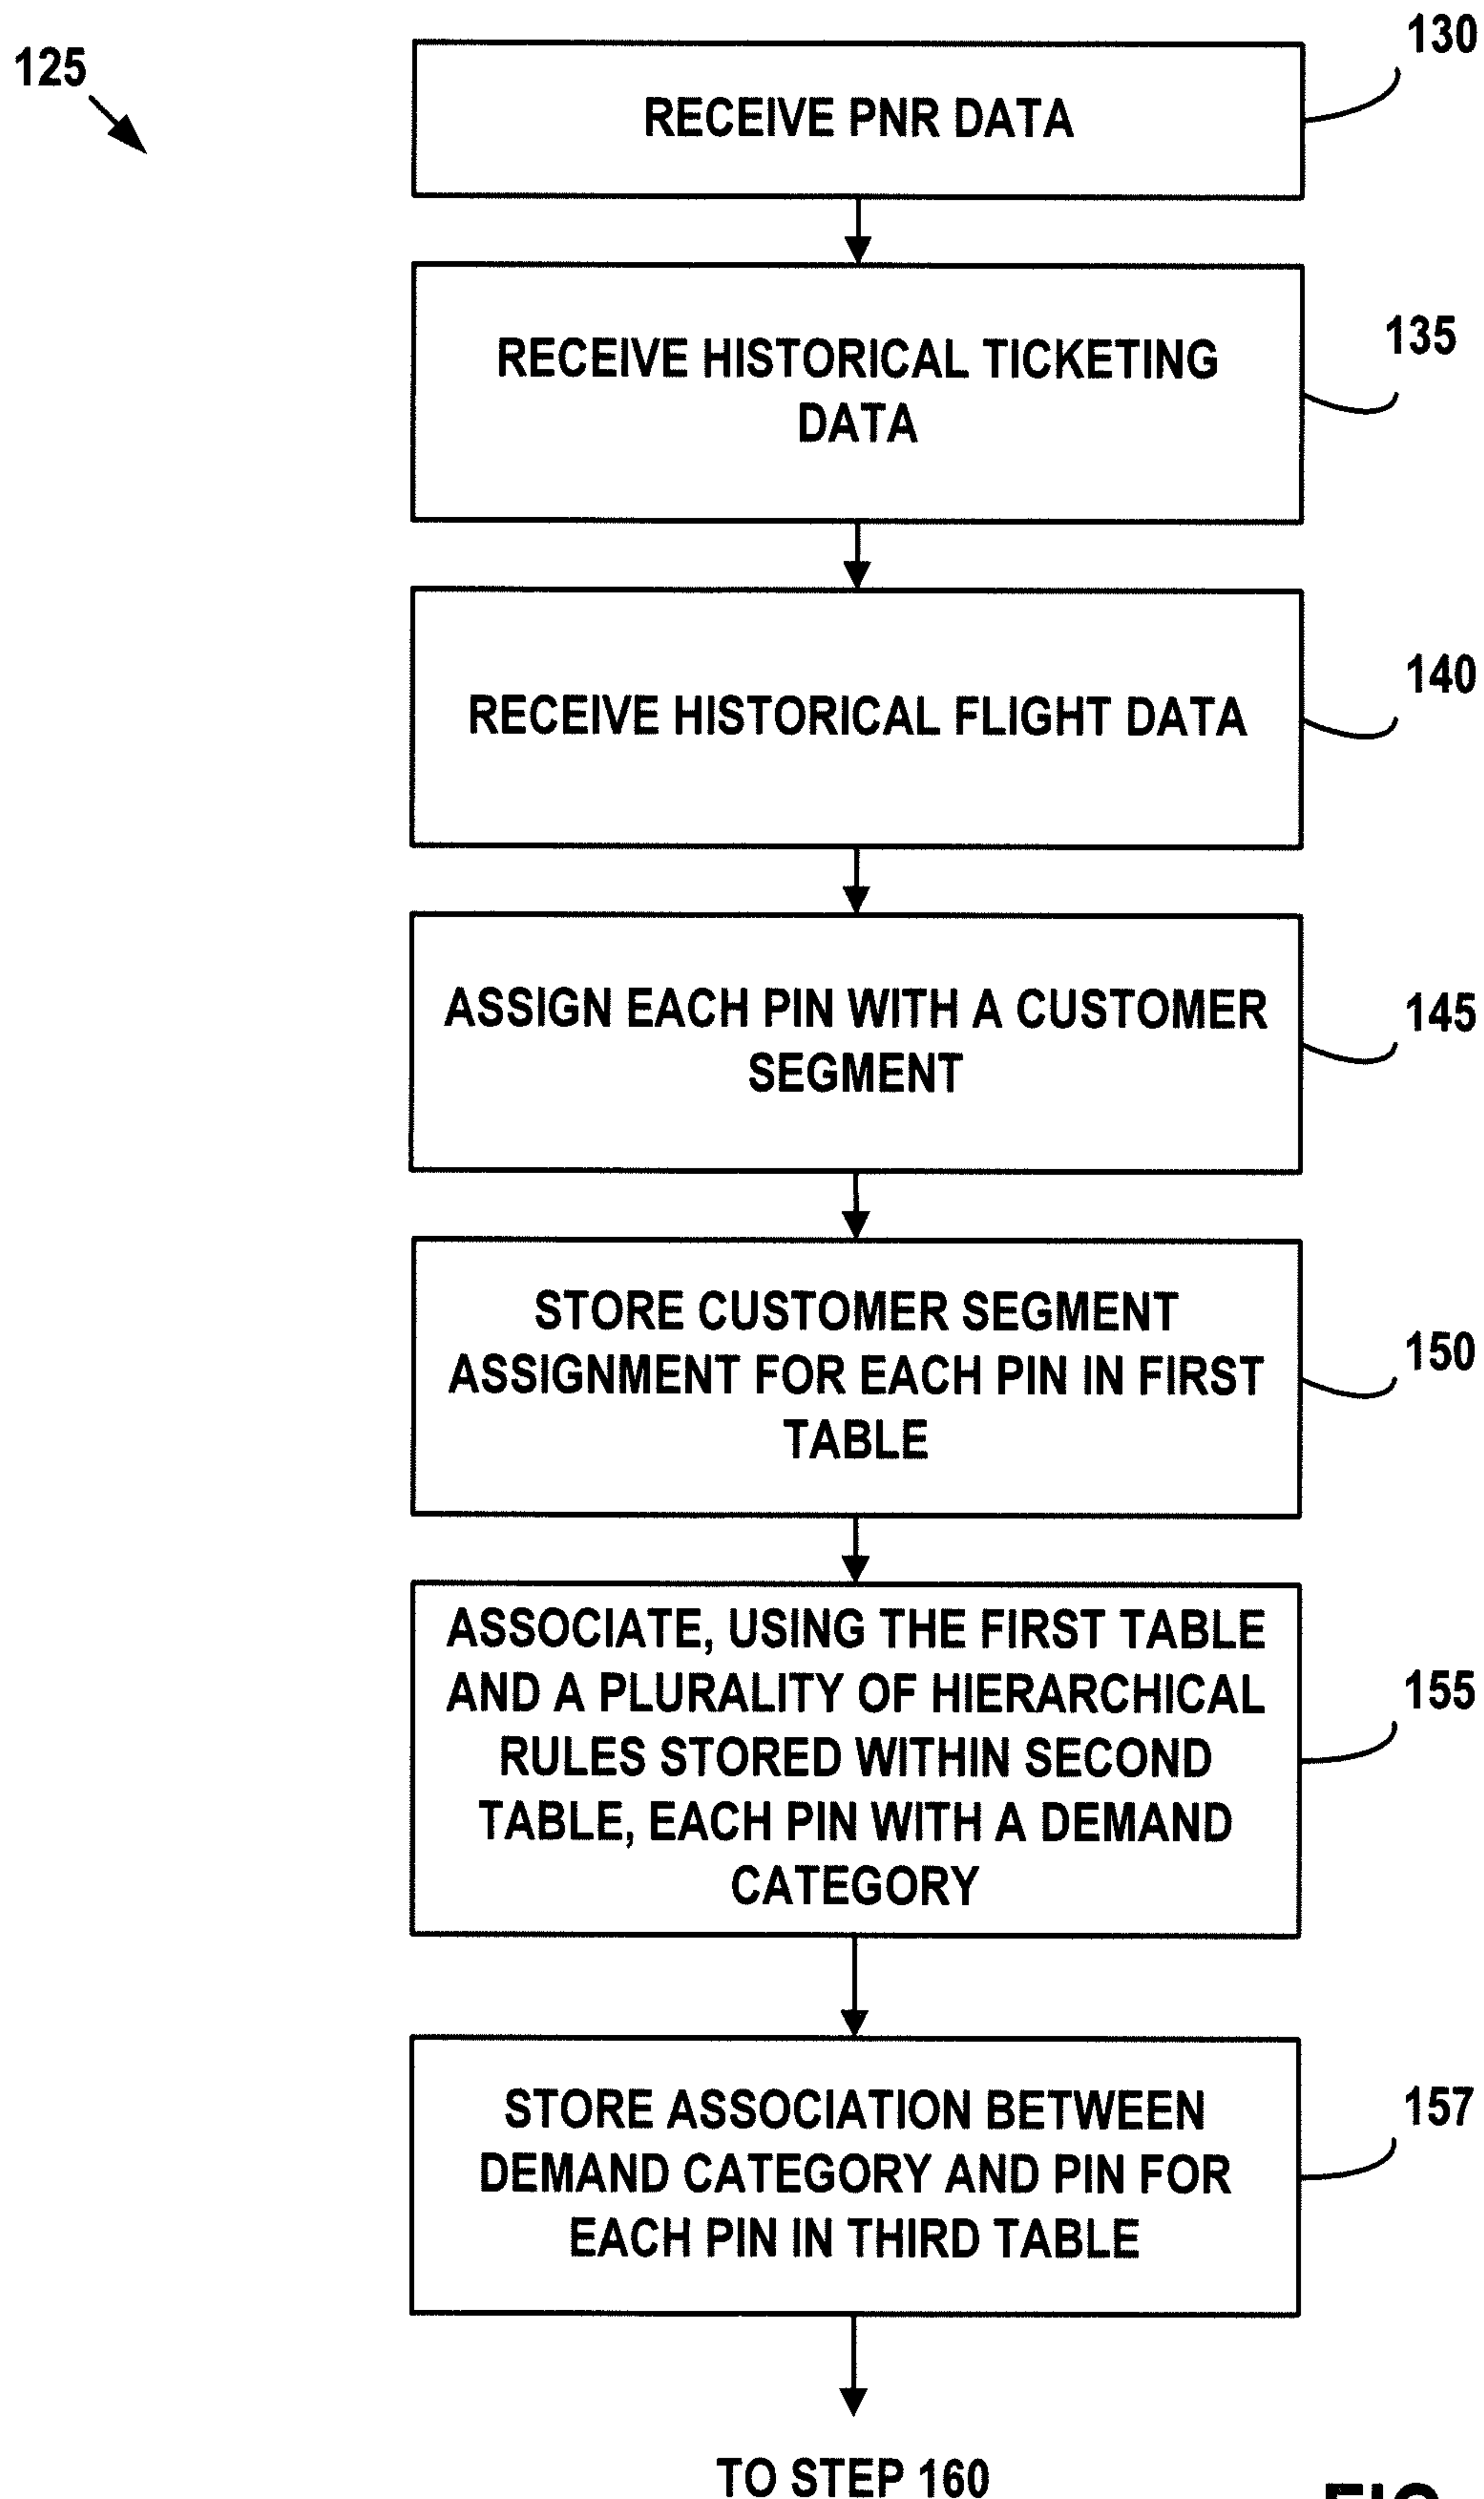 125
130
RECEIVE PNR DATA
RECEIVE HISTORICAL TICKETING
DATA
135
RECEIVE HISTORICAL FLIGHT DATA
140
ASSIGN EACH PIN WITH A CUSTOMER
SEGMENT
145
STORE CUSTOMER SEGMENT
ASSIGNMENT FOR EACH PIN IN FIRST
TABLE
150
ASSOCIATE, USING THE FIRST TABLE
AND A PLURALITY OF HIERARCHICAL
RULES STORED WITHIN SECOND
TABLE, EACH PIN WITH A DEMAND
CATEGORY
155
STORE ASSOCIATION BETWEEN
DEMAND CATEGORY AND PIN FOR
EACH PIN IN THIRD TABLE
157
TO STEP 160